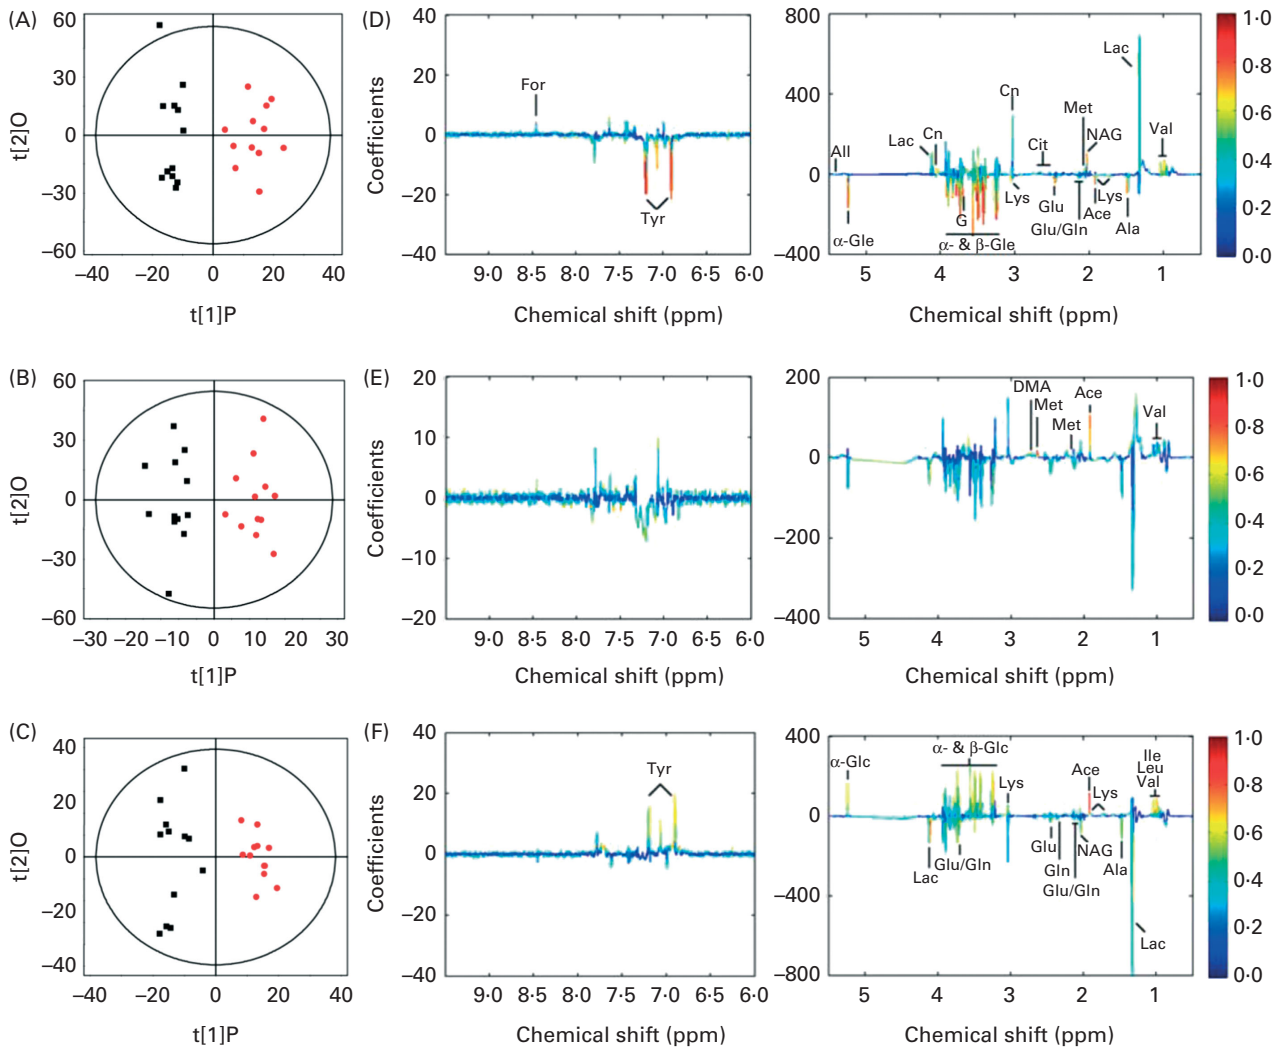 (A)
60
30
0
−30
−60
t[2]O
−40
−20
0
20
40
t[1]P
(D)
40
20
0
−20
−40
Coefficients
For
Tyr
9·0
8·5
8·0
7·5
7·0
6·5
6·0
Chemical shift (ppm)
800
400
0
−400
All
α-Gle
Lac
Cn
G
α- & β-Gle
Cn
Lys
Cit
Glu
Met
NAG
Glu/Gln
Ace
Lys
Ala
Lac
Val
5
4
3
2
1
Chemical shift (ppm)
1·0
0·8
0·6
0·4
0·2
0·0
(B)
60
30
0
−30
−60
t[2]O
−30
−20
−10
0
10
20
30
t[1]P
(E)
20
10
0
−10
−20
Coefficients
9·0
8·5
8·0
7·5
7·0
6·5
6·0
Chemical shift (ppm)
200
0
−200
−400
DMA
Met
Met
Ace
Val
5
4
3
2
1
Chemical shift (ppm)
1·0
0·8
0·6
0·4
0·2
0·0
(C)
40
20
0
−20
−40
t[2]O
−40
−20
0
20
40
t[1]P
(F)
40
20
0
−20
−40
Coefficients
Tyr
9·0
8·5
8·0
7·5
7·0
6·5
6·0
Chemical shift (ppm)
400
0
−400
−800
α-Glc
α- & β-Glc
Lys
Ace
Lys
Ile
Leu
Val
Lac
Glu/Gln
Glu
Gln
Glu/Gln
NAG
Ala
Lac
5
4
3
2
1
Chemical shift (ppm)
1·0
0·8
0·6
0·4
0·2
0·0